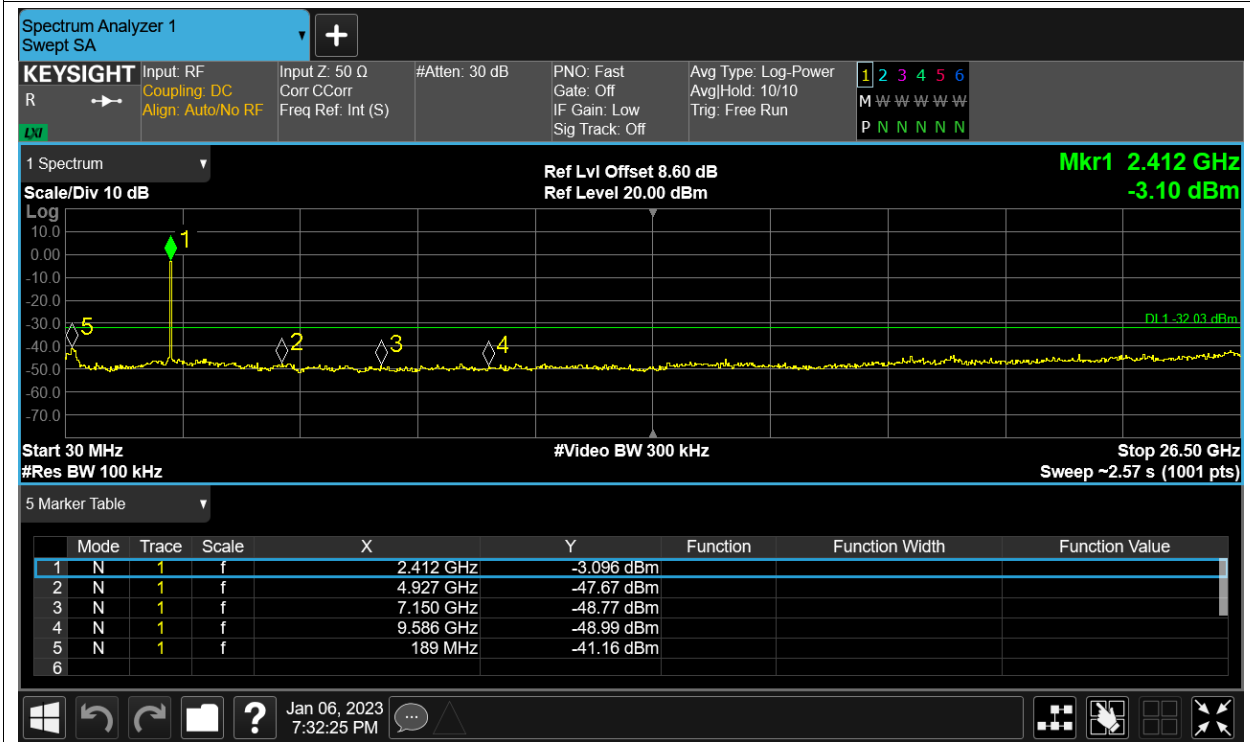 Spectrum Analyzer 1
Swept SA
KEYSIGHT Input: RF Input Z: 50 Ω #Atten: 30 dB PNO: Fast Avg Type: Log-Power 1 2 3 4 5 6
R Coupling: DC Corr CCorr Gate: Off Avg|Hold: 10/10 M W W W W W
Align: Auto/No RF Freq Ref: Int (S) IF Gain: Low Trig: Free Run
LXI Sig Track: Off P N N N N N
1 Spectrum Ref Lvl Offset 8.60 dB Mkr1 2.412 GHz
Scale/Div 10 dB Ref Level 20.00 dBm -3.10 dBm
Log
10.0 1
0.00
-10.0
-20.0
-30.0 5 DL1 -32.03 dBm
-40.0 2 3 4
-50.0
-60.0
-70.0
Start 30 MHz #Video BW 300 kHz Stop 26.50 GHz
#Res BW 100 kHz Sweep ~2.57 s (1001 pts)
5 Marker Table
Mode Trace Scale X Y Function Function Width Function Value
1 N 1 f 2.412 GHz -3.096 dBm
2 N 1 f 4.927 GHz -47.67 dBm
3 N 1 f 7.150 GHz -48.77 dBm
4 N 1 f 9.586 GHz -48.99 dBm
5 N 1 f 189 MHz -41.16 dBm
6
? Jan 06, 2023
7:32:25 PM